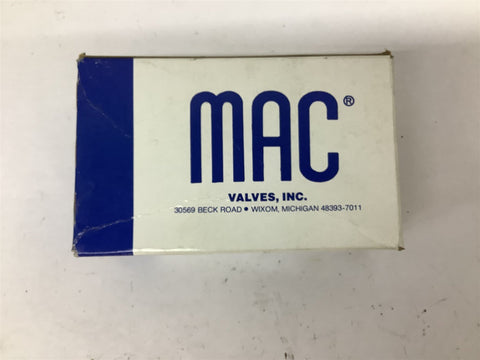 MAC®
VALVES, INC.
30569 BECK ROAD • WIXOM, MICHIGAN 48393-7011